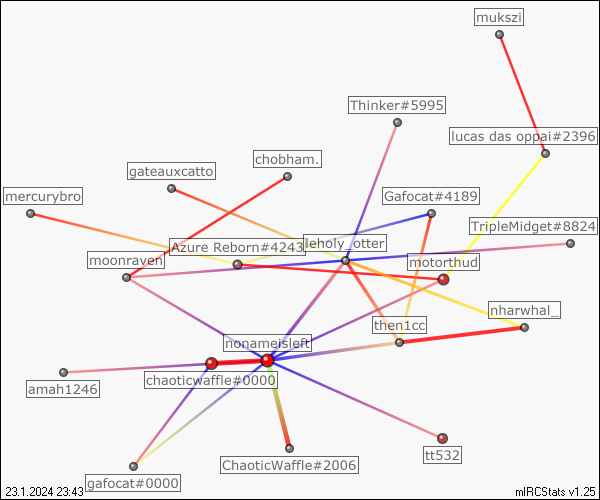 mukszi
Thinker#5995
lucas das oppai#2396
chobham.
gateauxcatto
mercurybro
Gafocat#4189
TripleMidget#8824
Azure Reborn#4243
leholy_otter
moonraven
motorthud
nharwhal_
then1cc
nonameisleft
chaoticwaffle#0000
amah1246
tt532
ChaoticWaffle#2006
gafocat#0000
23.1.2024 23:43
mIRCStats v1.25